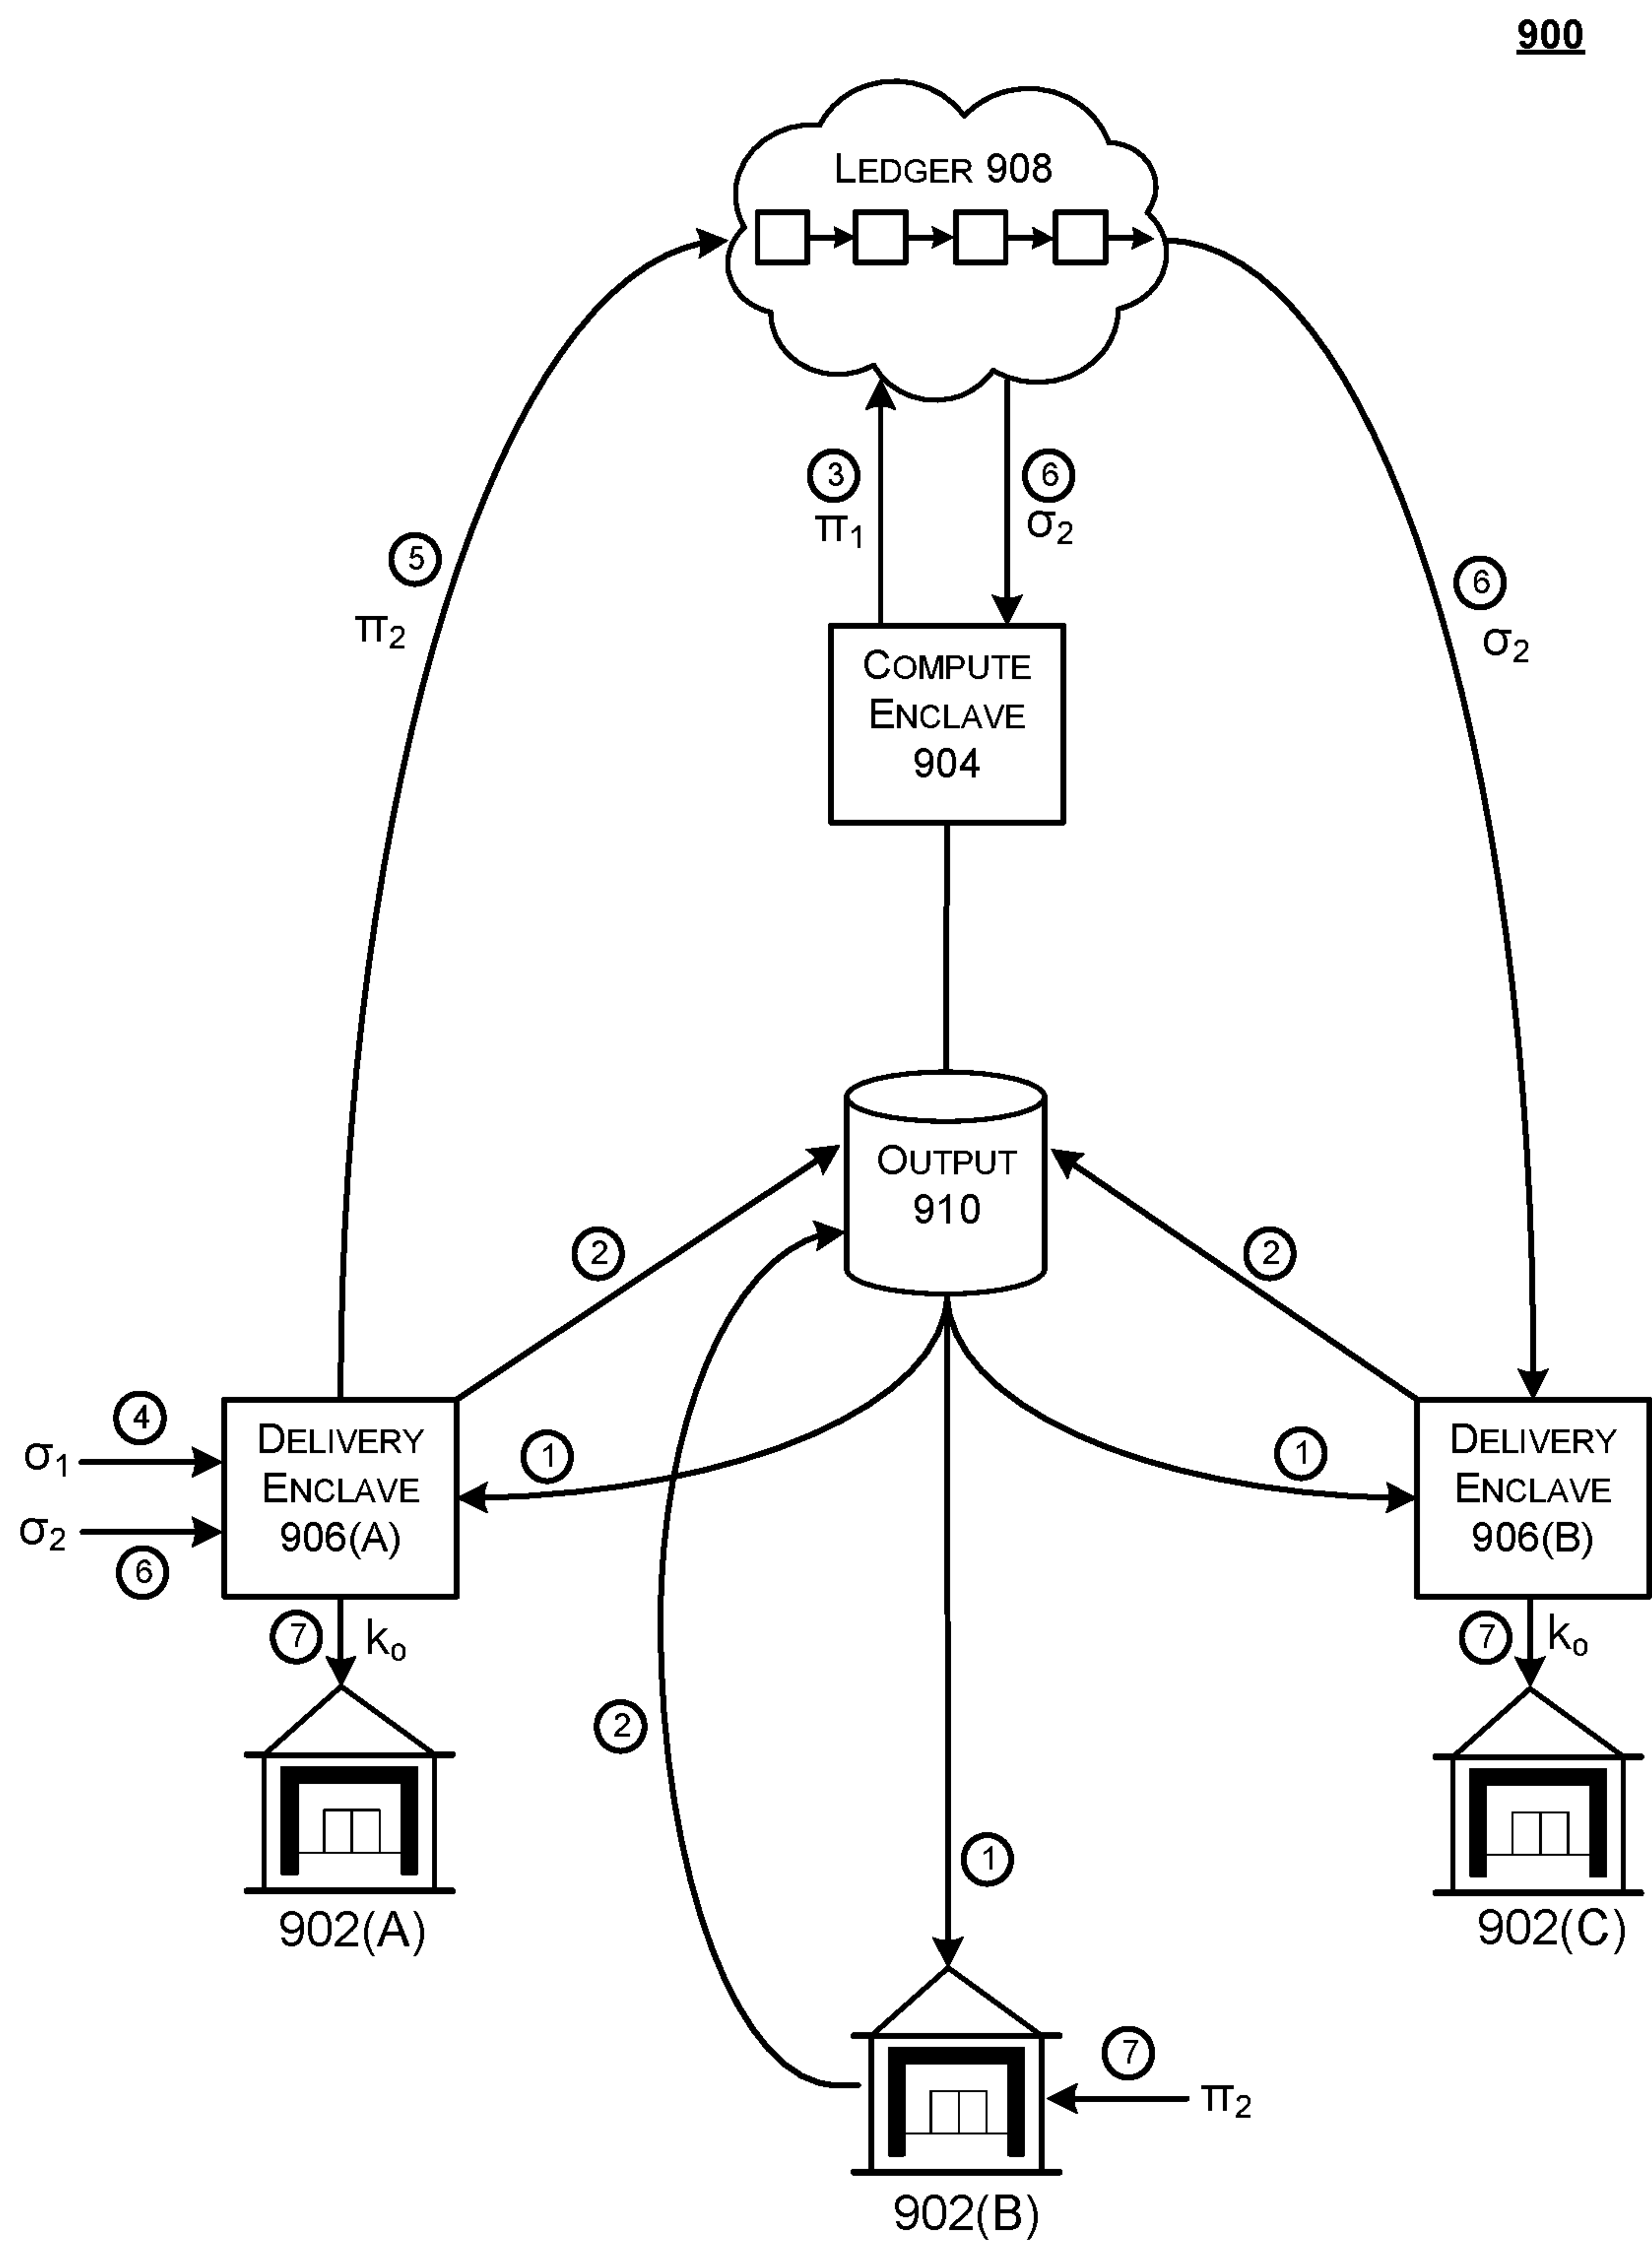 900
LEDGER 908
3
π1
6
σ2
5
π2
6
σ2
COMPUTE
ENCLAVE
904
OUTPUT
910
2
2
4
σ1
σ2
6
DELIVERY
ENCLAVE
906(A)
1
1
DELIVERY
ENCLAVE
906(B)
7
ko
7
ko
2
1
902(A)
902(C)
7
π2
902(B)